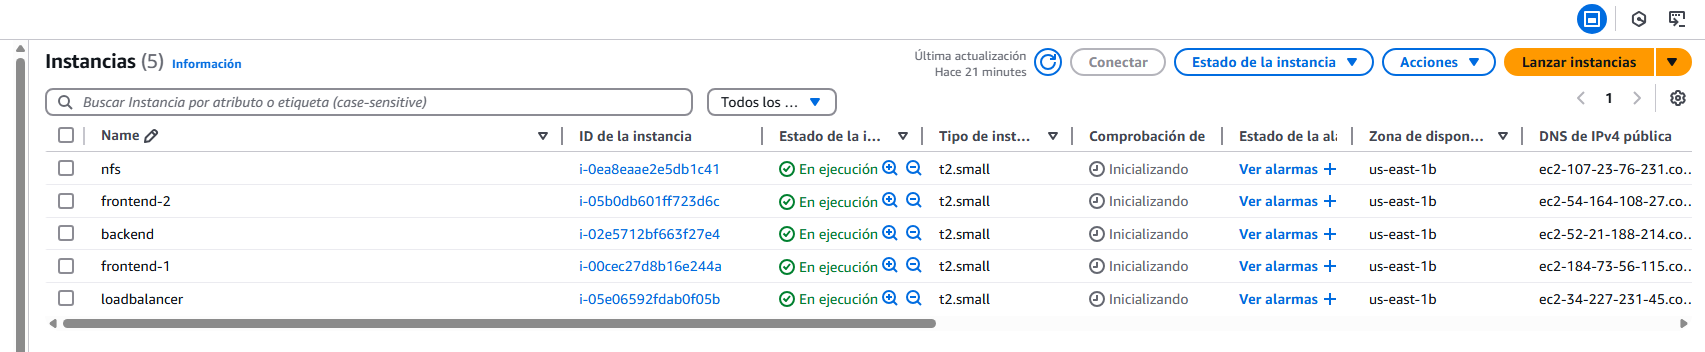 Instancias (5) Información
Última actualización
Hace 21 minutes
Conectar
Estado de la instancia
Acciones
Lanzar instancias
Buscar Instancia por atributo o etiqueta (case-sensitive)
Todos los ...
1
Name ID de la instancia Estado de la i... Tipo de inst... Comprobación de Estado de la ala Zona de dispon... DNS de IPv4 pública
nfs i-0ea8eaae2e5db1c41 En ejecución t2.small Inicializando Ver alarmas + us-east-1b ec2-107-23-76-231.co...
frontend-2 i-05b0db601ff723d6c En ejecución t2.small Inicializando Ver alarmas + us-east-1b ec2-54-164-108-27.co...
backend i-02e5712bf663f27e4 En ejecución t2.small Inicializando Ver alarmas + us-east-1b ec2-52-21-188-214.co...
frontend-1 i-00cec27d8b16e244a En ejecución t2.small Inicializando Ver alarmas + us-east-1b ec2-184-73-56-115.co...
loadbalancer i-05e06592fdab0f05b En ejecución t2.small Inicializando Ver alarmas + us-east-1b ec2-34-227-231-45.co...